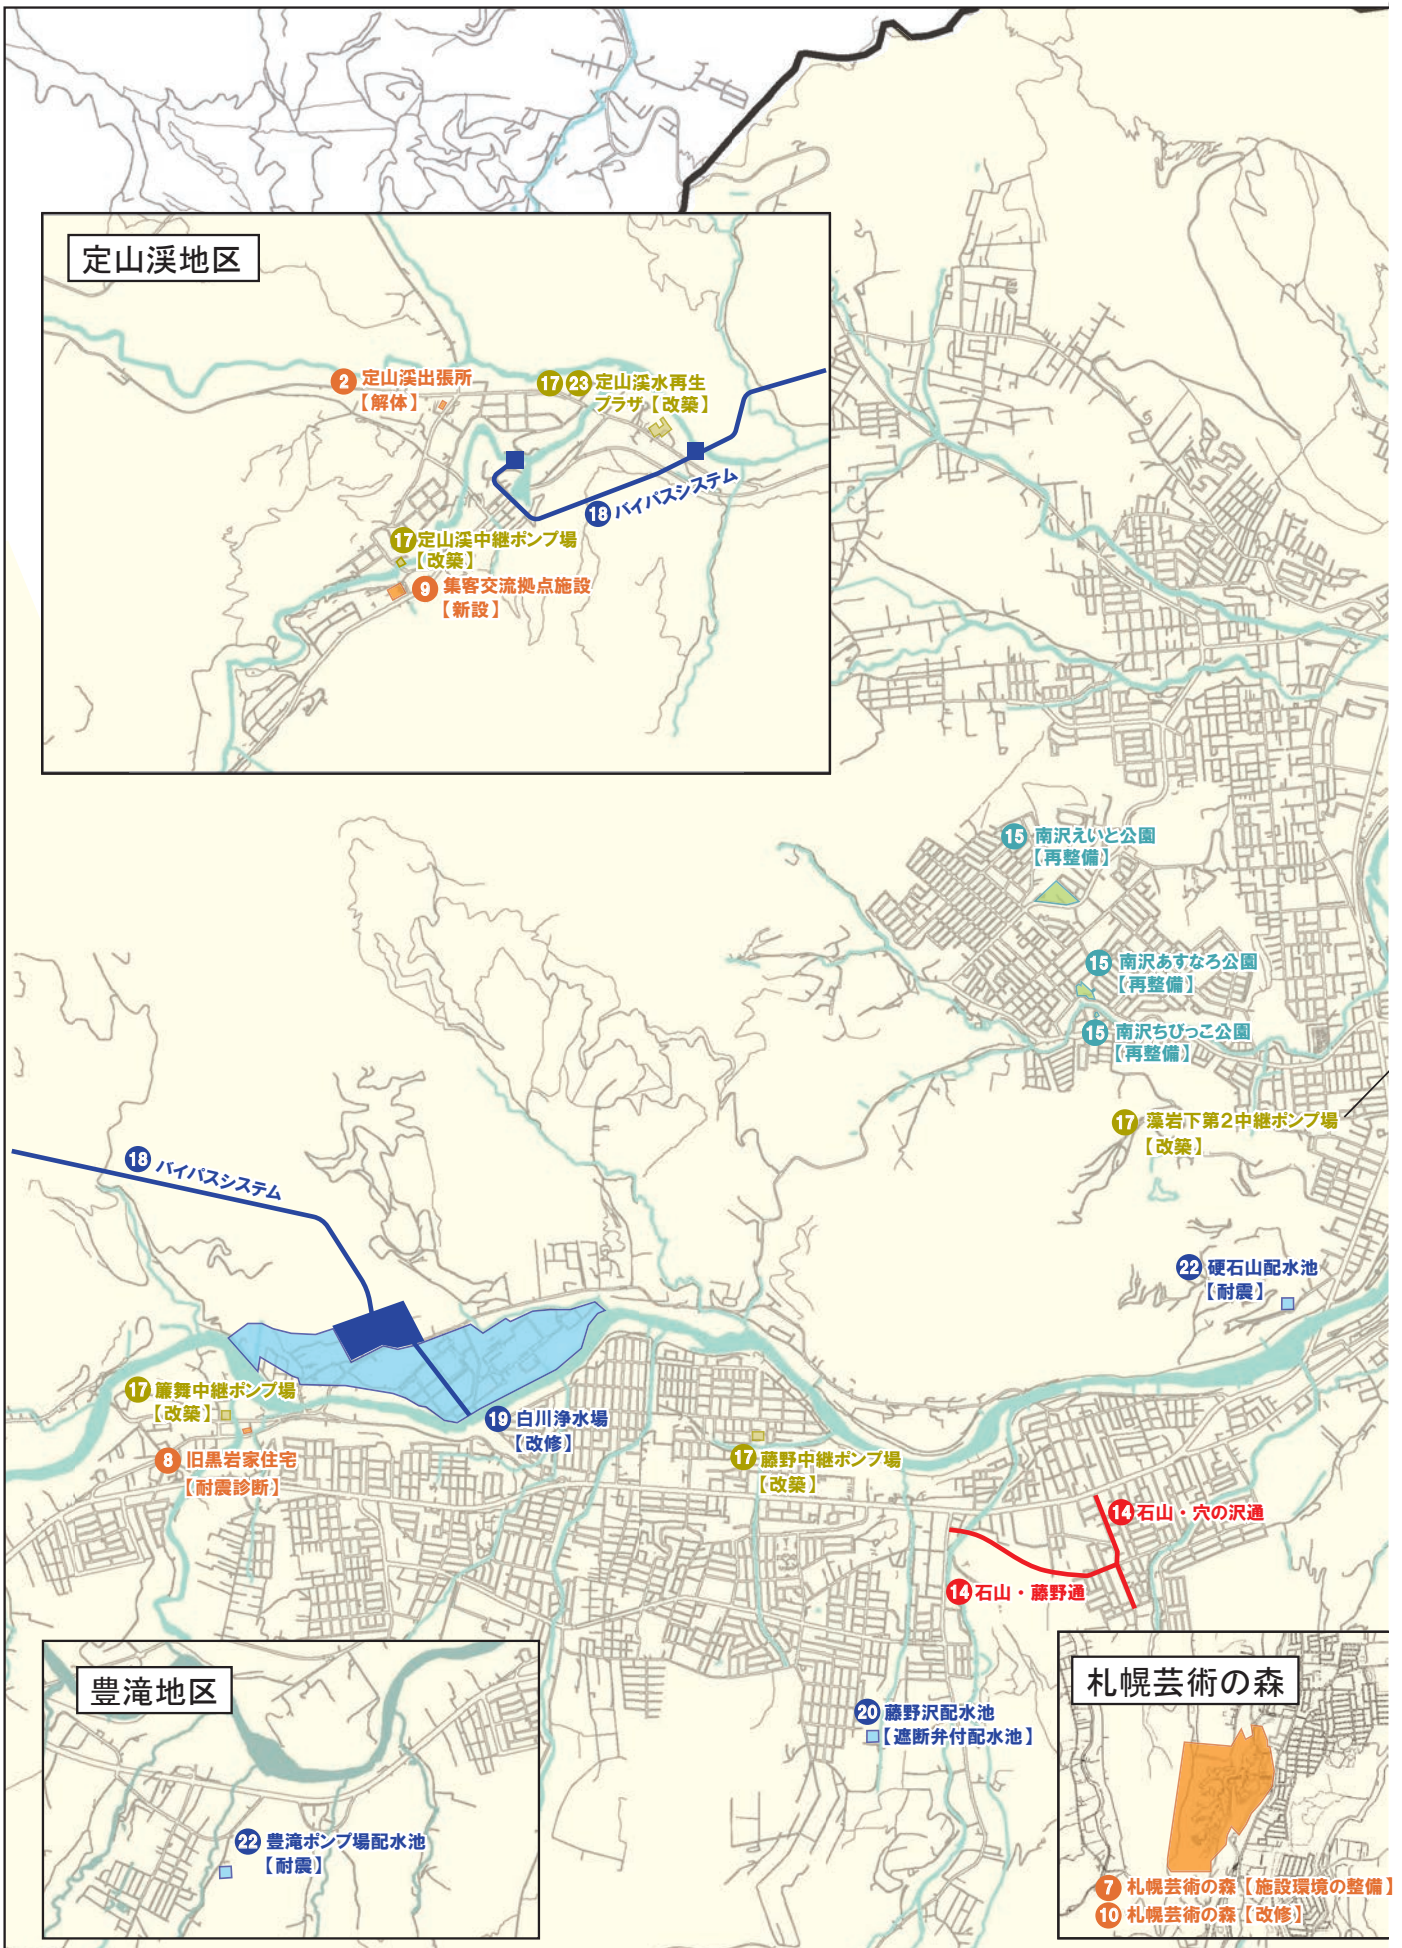 定山渓地区
2 定山渓出張所
【解体】
17 23 定山渓水再生
プラザ【改築】
18 バイパスシステム
17 定山渓中継ポンプ場
【改築】
9 集客交流拠点施設
【新設】
15 南沢えいと公園
【再整備】
15 南沢あすなろ公園
【再整備】
15 南沢ちびっこ公園
【再整備】
17 藻岩下第2中継ポンプ場
【改築】
18 バイパスシステム
22 硬石山配水池
【耐震】
17 簾舞中継ポンプ場
【改築】
8 旧黒岩家住宅
【耐震診断】
19 白川浄水場
【改修】
17 藤野中継ポンプ場
【改築】
14 石山・穴の沢通
14 石山・藤野通
豊滝地区
22 豊滝ポンプ場配水池
【耐震】
20 藤野沢配水池
【遮断弁付配水池】
札幌芸術の森
7 札幌芸術の森【施設環境の整備】
10 札幌芸術の森【改修】